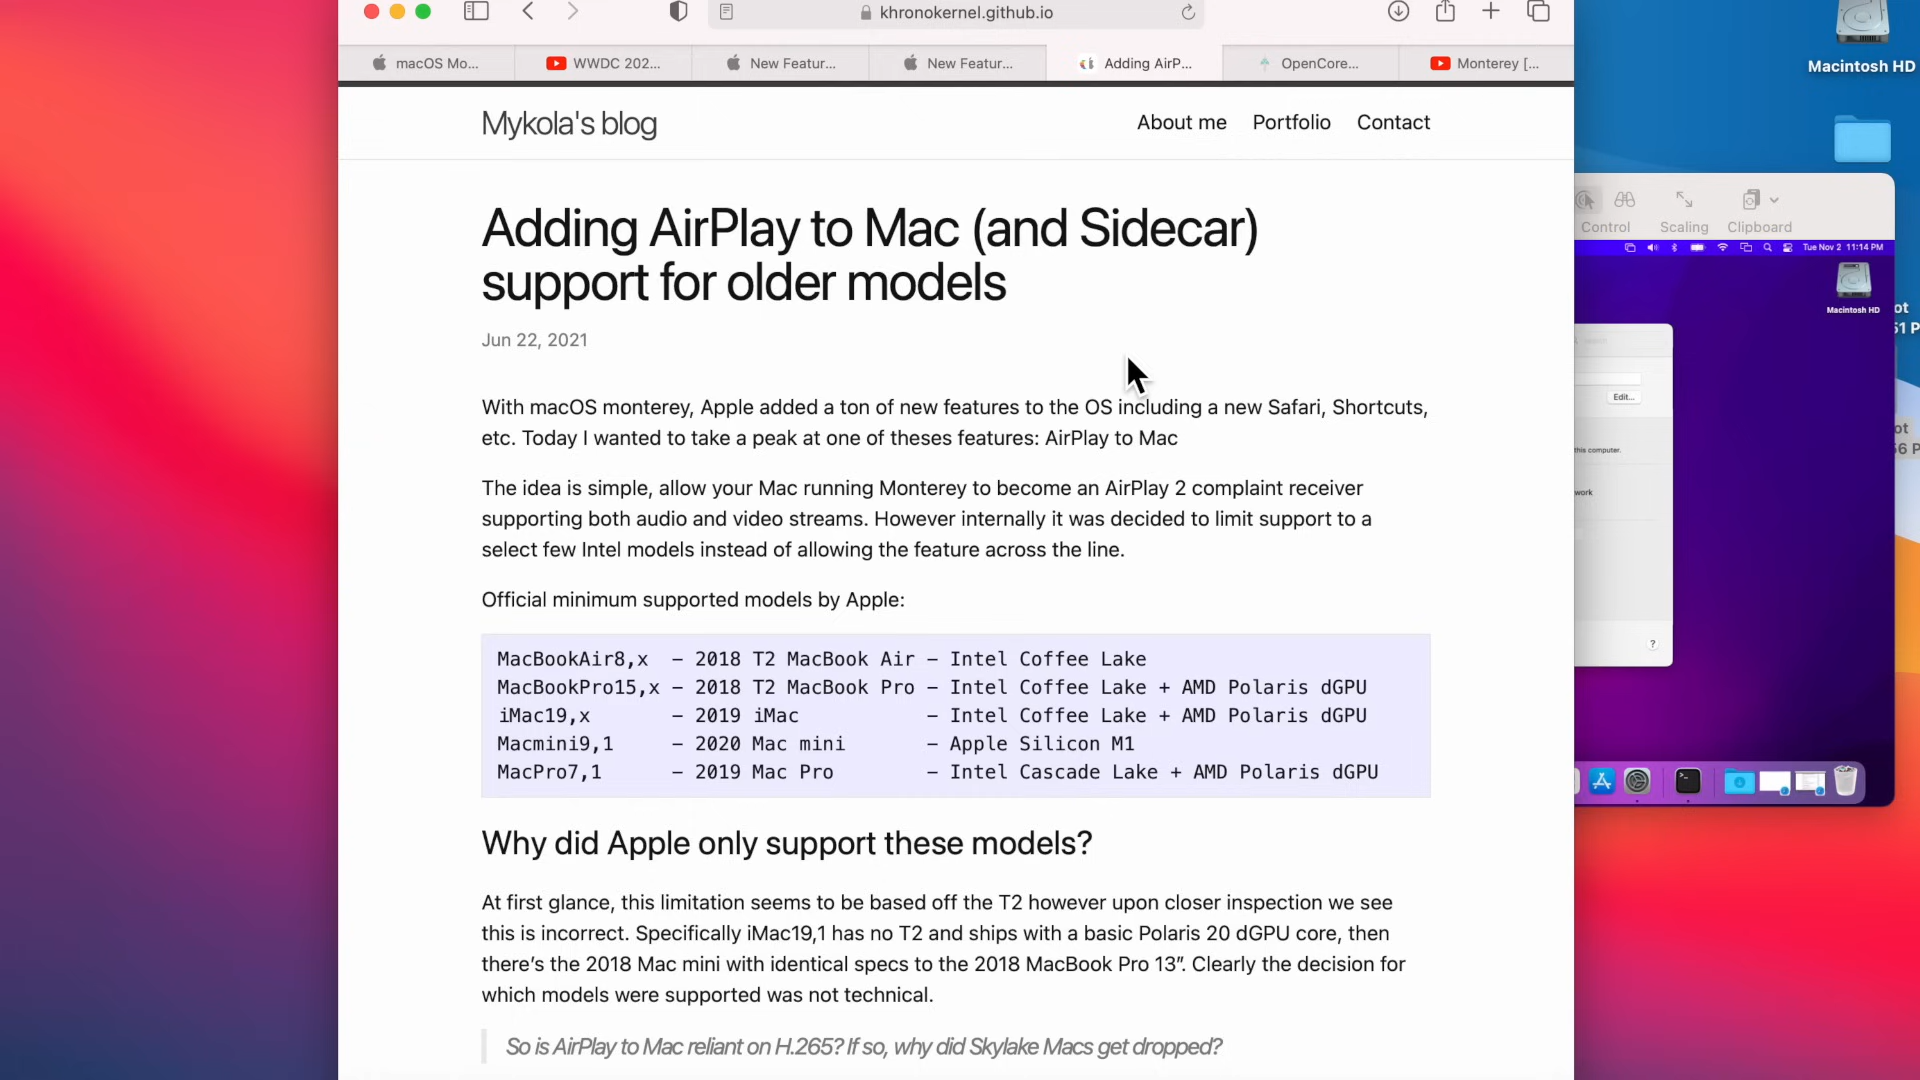 khronokernel.github.io
macOS Mo...
WWDC 202...
New Featur...
New Featur...
Adding AirP...
OpenCore...
Monterey [...
Macintosh HD
Mykola's blog
About me Portfolio Contact
Adding AirPlay to Mac (and Sidecar)
support for older models
Jun 22, 2021
With macOS monterey, Apple added a ton of new features to the OS including a new Safari, Shortcuts,
etc. Today I wanted to take a peak at one of theses features: AirPlay to Mac
The idea is simple, allow your Mac running Monterey to become an AirPlay 2 complaint receiver
supporting both audio and video streams. However internally it was decided to limit support to a
select few Intel models instead of allowing the feature across the line.
Official minimum supported models by Apple:
MacBookAir8,x - 2018 T2 MacBook Air - Intel Coffee Lake
MacBookPro15,x - 2018 T2 MacBook Pro - Intel Coffee Lake + AMD Polaris dGPU
iMac19,x - 2019 iMac - Intel Coffee Lake + AMD Polaris dGPU
Macmini9,1 - 2020 Mac mini - Apple Silicon M1
MacPro7,1 - 2019 Mac Pro - Intel Cascade Lake + AMD Polaris dGPU
Why did Apple only support these models?
At first glance, this limitation seems to be based off the T2 however upon closer inspection we see
this is incorrect. Specifically iMac19,1 has no T2 and ships with a basic Polaris 20 dGPU core, then
there's the 2018 Mac mini with identical specs to the 2018 MacBook Pro 13”. Clearly the decision for
which models were supported was not technical.
So is AirPlay to Mac reliant on H.265? If so, why did Skylake Macs get dropped?
Control Scaling Clipboard
Tue Nov 2 11:14 PM
Macintosh HD
Edit...
this computer.
work
?
ot
51 P
ot
56 P